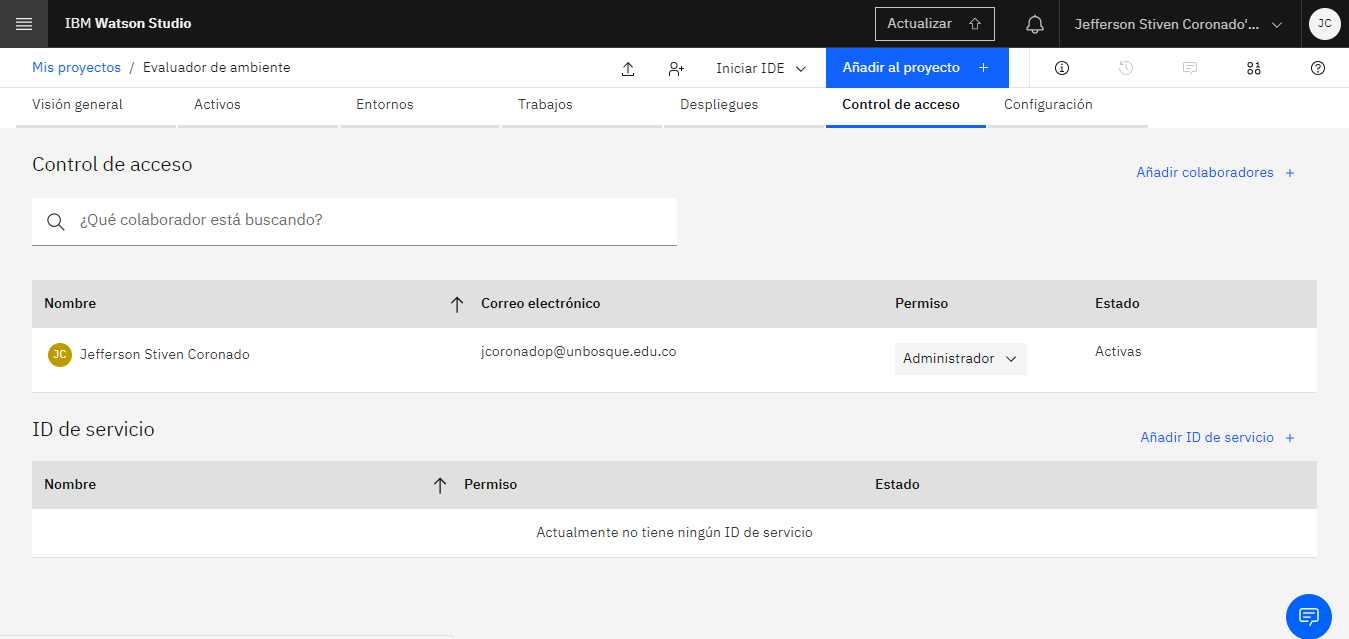 IBM Watson Studio
Actualizar
Jefferson Stiven Coronado'...
JC
Mis proyectos / Evaluador de ambiente
Iniciar IDE
Añadir al proyecto +
Visión general
Activos
Entornos
Trabajos
Despliegues
Control de acceso
Configuración
Control de acceso
Añadir colaboradores +
¿Qué colaborador está buscando?
Nombre
Correo electrónico
Permiso
Estado
JC
Jefferson Stiven Coronado
jcoronadop@unbosque.edu.co
Administrador
Activas
ID de servicio
Añadir ID de servicio +
Nombre
Permiso
Estado
Actualmente no tiene ningún ID de servicio